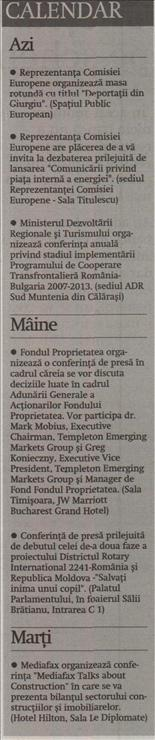 CALENDAR
Azi
● Reprezentanța Comisiei
Europene organizează masa
rotundă cu titlul "Deportații din
Giurgiu". (Spațiul Public
European)
● Reprezentanța Comisiei
Europene are plăcerea de a vă
invita la dezbaterea prilejuită de
lansarea "Comunicării privind
piața internă a energiei". (sediul
Reprezentanței Comisiei
Europene - Sala Titulescu)
● Ministerul Dezvoltării
Regionale și Turismului orga-
nizează conferința anuală
privind stadiul implementării
Programului de Cooperare
Transfrontalieră România-
Bulgaria 2007-2013. (sediul ADR
Sud Muntenia din Călărași)
Mâine
● Fondul Proprietatea orga-
nizează o conferință de presă în
cadrul căreia se vor discuta
deciziile luate în cadrul
Adunării Generale a
Acționarilor Fondului
Proprietatea. Vor participa dr.
Mark Mobius, Executive
Chairman, Templeton Emerging
Markets Group și Greg
Konieczny, Executive Vice
President, Templeton Emerging
Markets Group și Manager de
Fond Fondul Proprietatea. (Sala
Timișoara, JW Marriott
Bucharest Grand Hotel)
● Conferință de presă prilejuită
de debutul celei de-a doua faze a
proiectului Districtul Rotary
International 2241-România și
Republica Moldova -"Salvați
inima unui copil". (Palatul
Parlamentului, în foaierul Sălii
Brătianu, Intrarea C 1)
Marți
● Mediafax organizează confe-
rința "Mediafax Talks about
Construction" în care se va
prezenta bilanțul sectorului con-
strucțiilor și imobiliarelor.
(Hotel Hilton, Sala Le Diplomate)